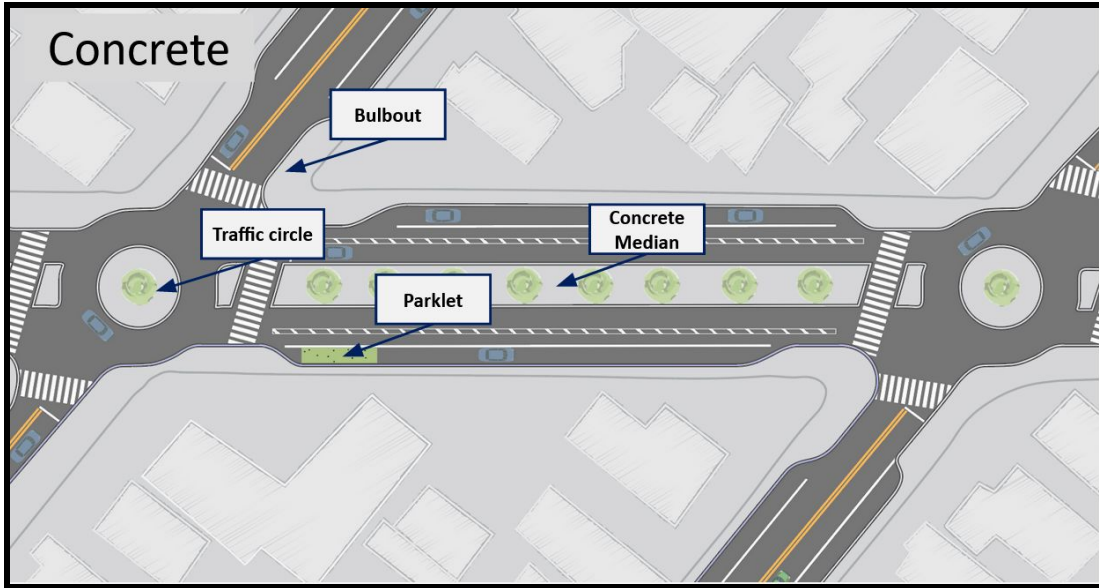 Concrete
Bulbout
Traffic circle
Concrete
Median
Parklet